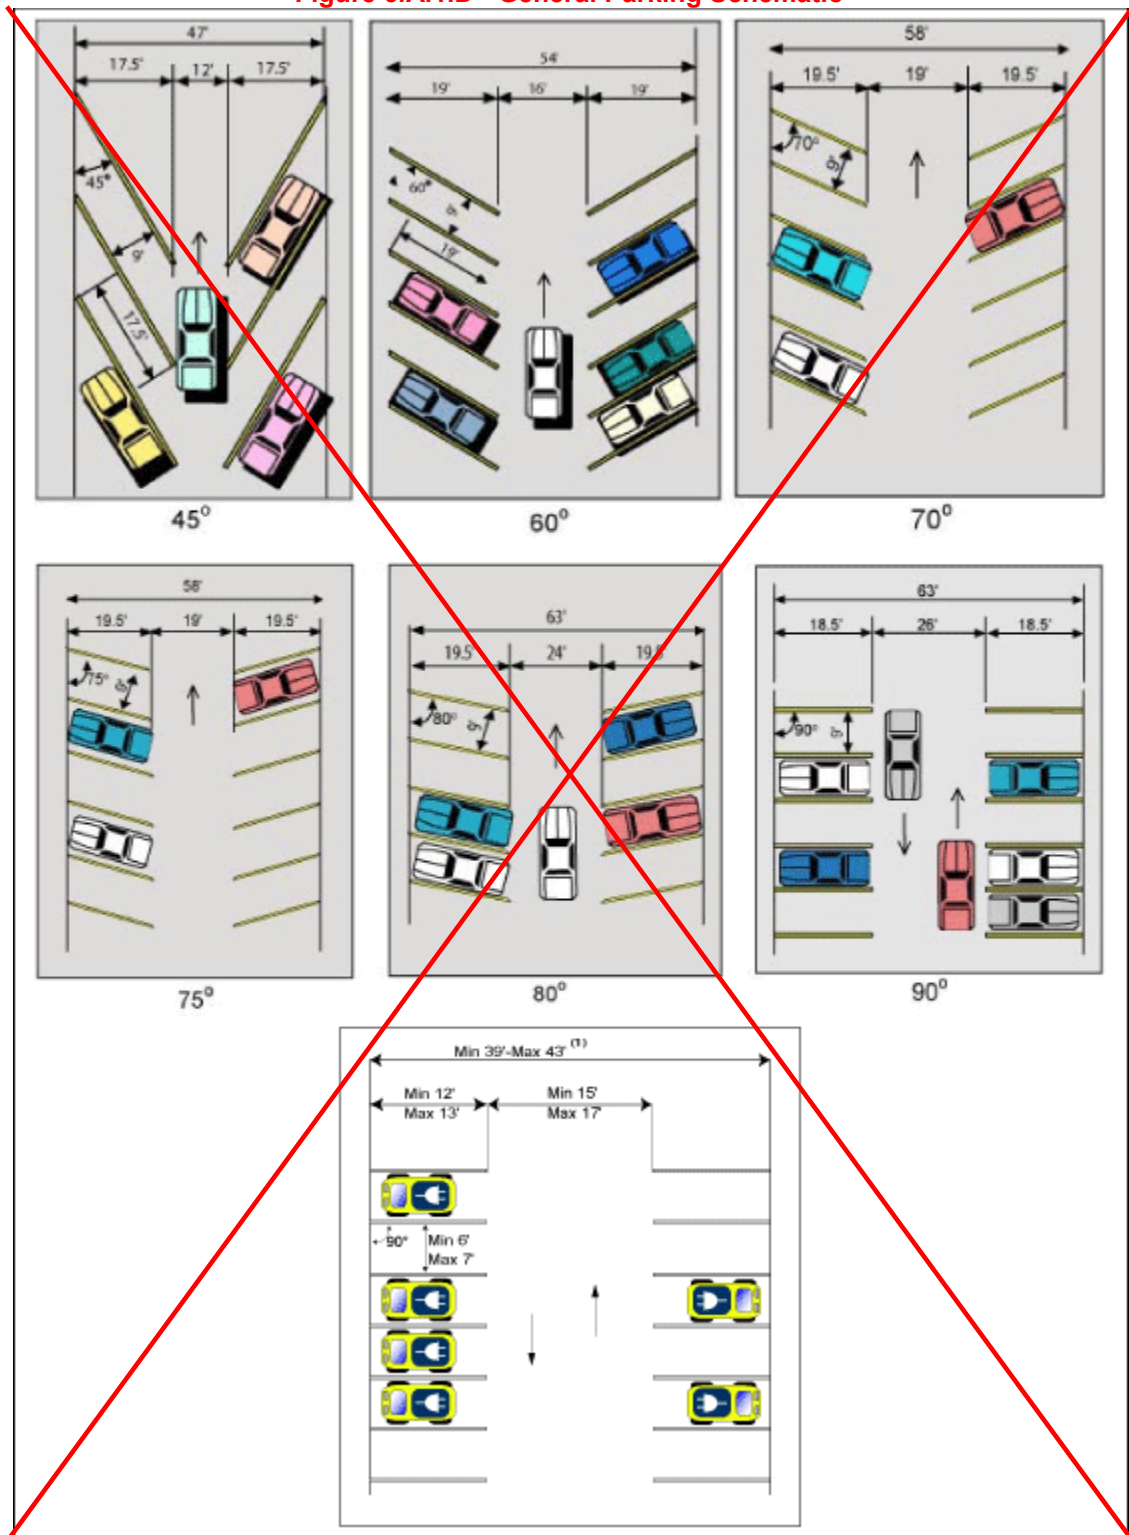 General Parking Schematic
47'
17.5' 12' 17.5'
45°
9'
17.5'
45°
54'
19' 16' 19'
60°
9'
19'
60°
58'
19.5' 19' 19.5'
70°
9'
70°
58'
19.5' 19' 19.5'
75°
9'
75°
63'
19.5' 24' 19.5'
80°
9'
80°
63'
18.5' 26' 18.5'
90°
9'
90°
Min 39'-Max 43' (1)
Min 12' Min 15'
Max 13' Max 17'
90° Min 6'
Max 7'